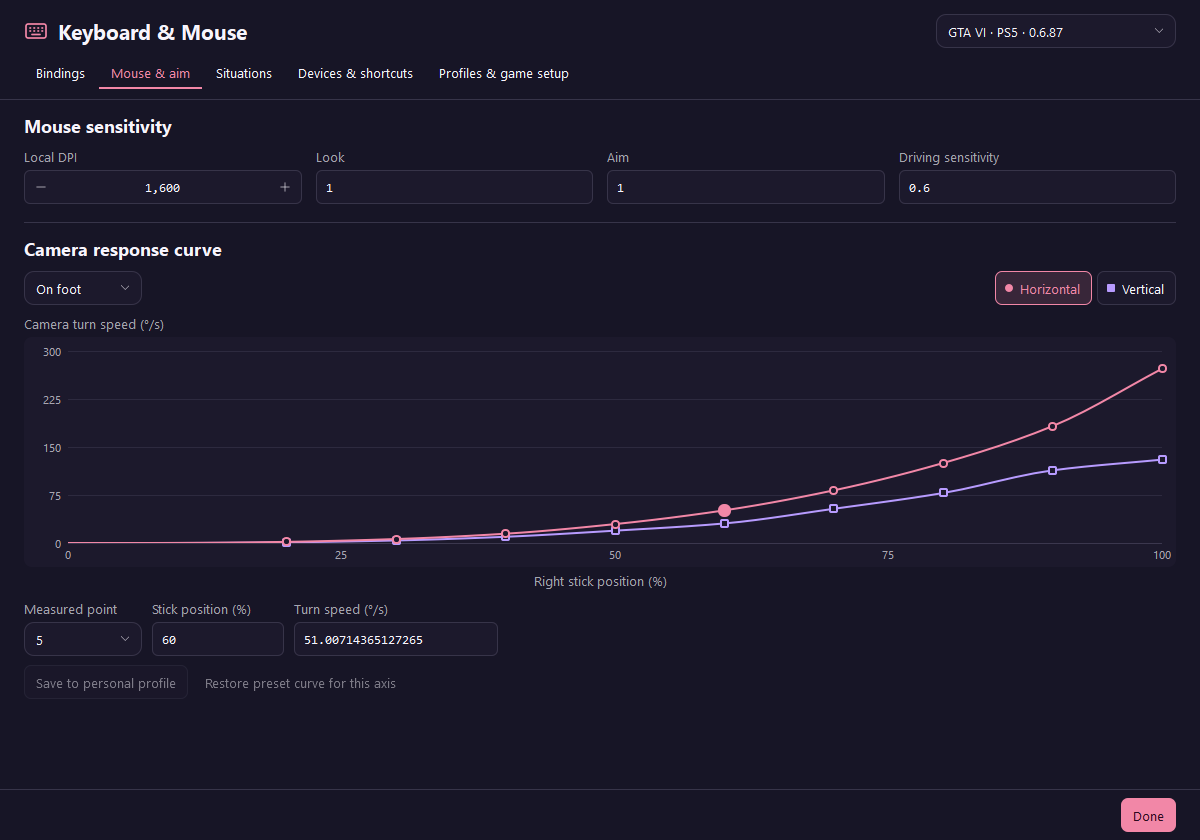 Keyboard & Mouse
GTA VI · PS5 · 0.6.87
Bindings
Mouse & aim
Situations
Devices & shortcuts
Profiles & game setup
Mouse sensitivity
Local DPI
Look
Aim
Driving sensitivity
− 1,600 +
1
1
0.6
Camera response curve
On foot
Horizontal
Vertical
Camera turn speed (°/s)
300
225
150
75
0
0
25
50
75
100
Right stick position (%)
Measured point
Stick position (%)
Turn speed (°/s)
5
60
51.00714365127265
Save to personal profile
Restore preset curve for this axis
Done